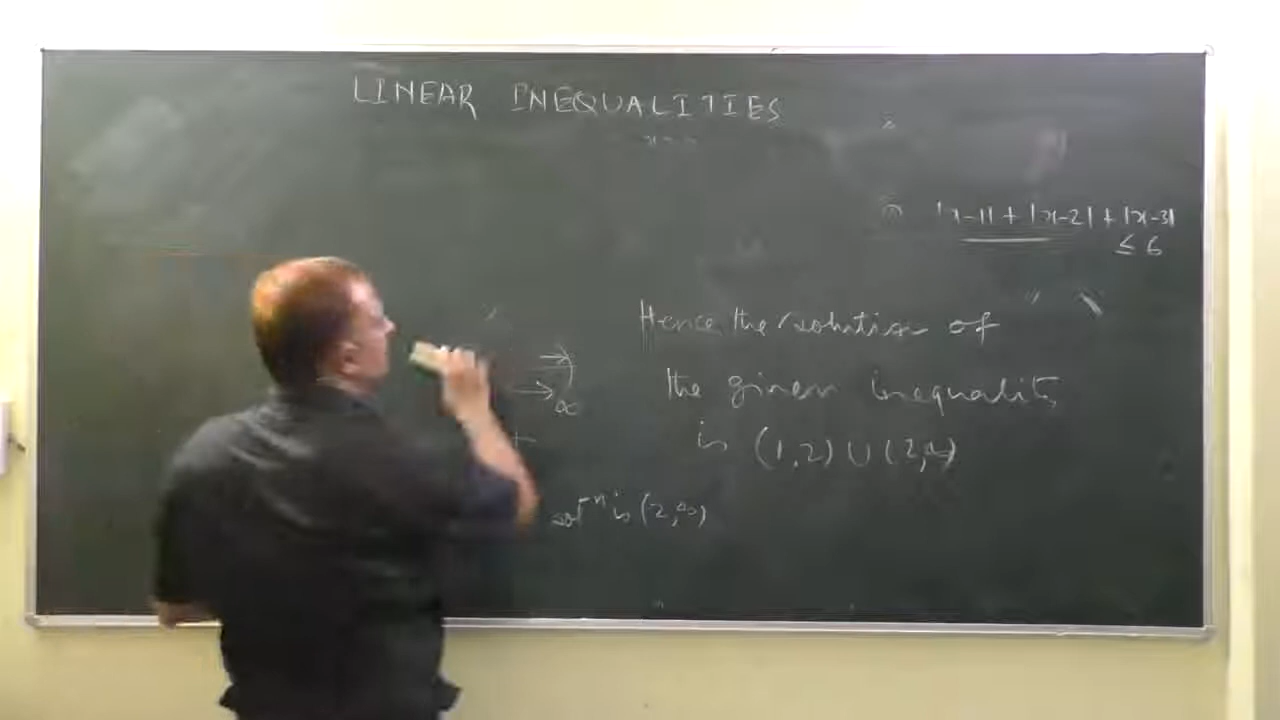 LINEAR INEQUALITIES
|x-1| + |x-2| + |x-3|
≤ 6
Hence the solution of
the given inequality
is (1,2) ∪ (2,∞)
∞
+
solⁿ is (2,∞)